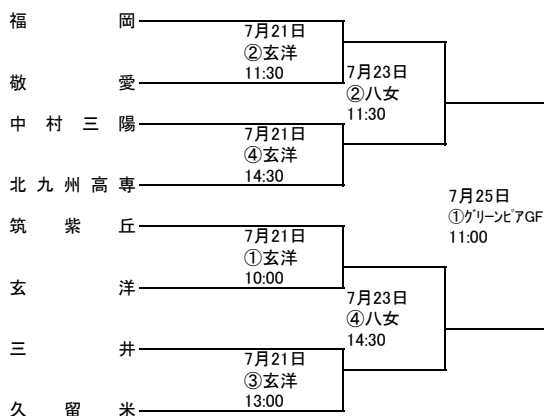 福岡
7月21日
②玄洋
11:30
敬愛
7月23日
②八女
11:30
中村三陽
7月21日
④玄洋
14:30
北九州高専
7月25日
①グリーンピアGF
11:00
筑紫丘
7月21日
①玄洋
10:00
玄洋
7月23日
④八女
14:30
三井
7月21日
③玄洋
13:00
久留米